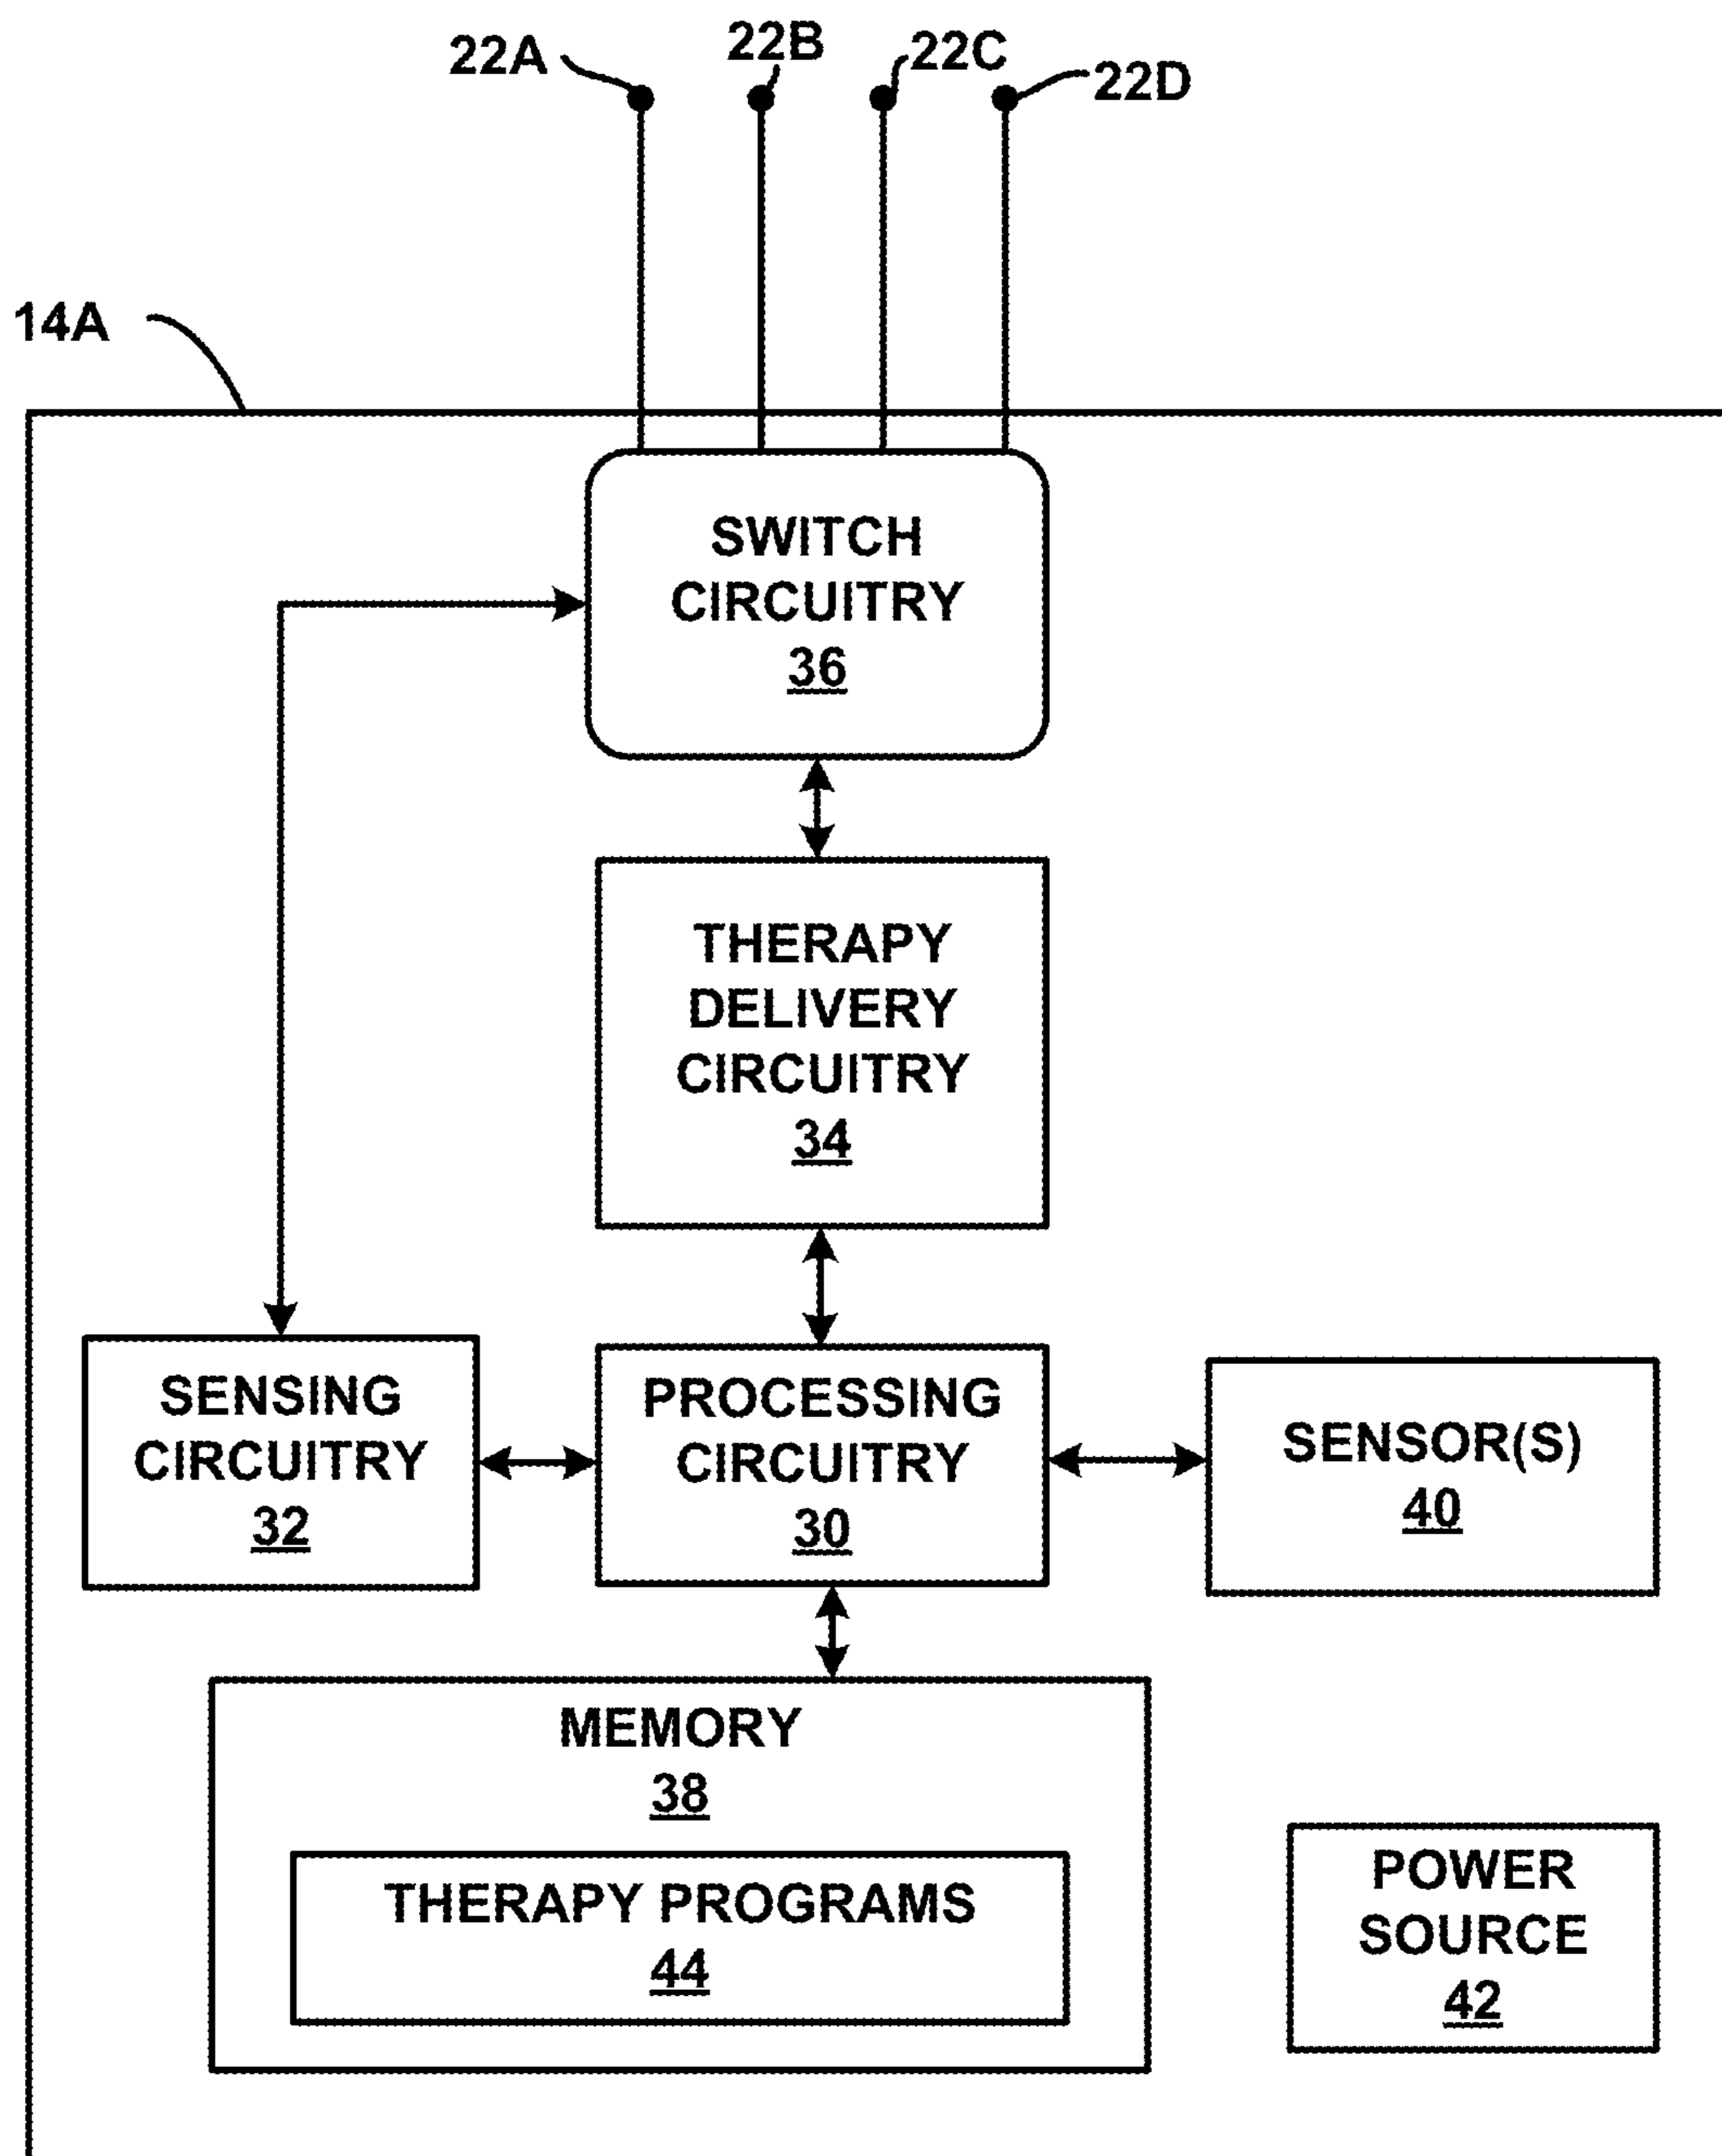 22A
22B
22C
22D
14A
SWITCH
CIRCUITRY
36
THERAPY
DELIVERY
CIRCUITRY
34
SENSING
CIRCUITRY
32
PROCESSING
CIRCUITRY
30
SENSOR(S)
40
MEMORY
38
THERAPY PROGRAMS
44
POWER
SOURCE
42